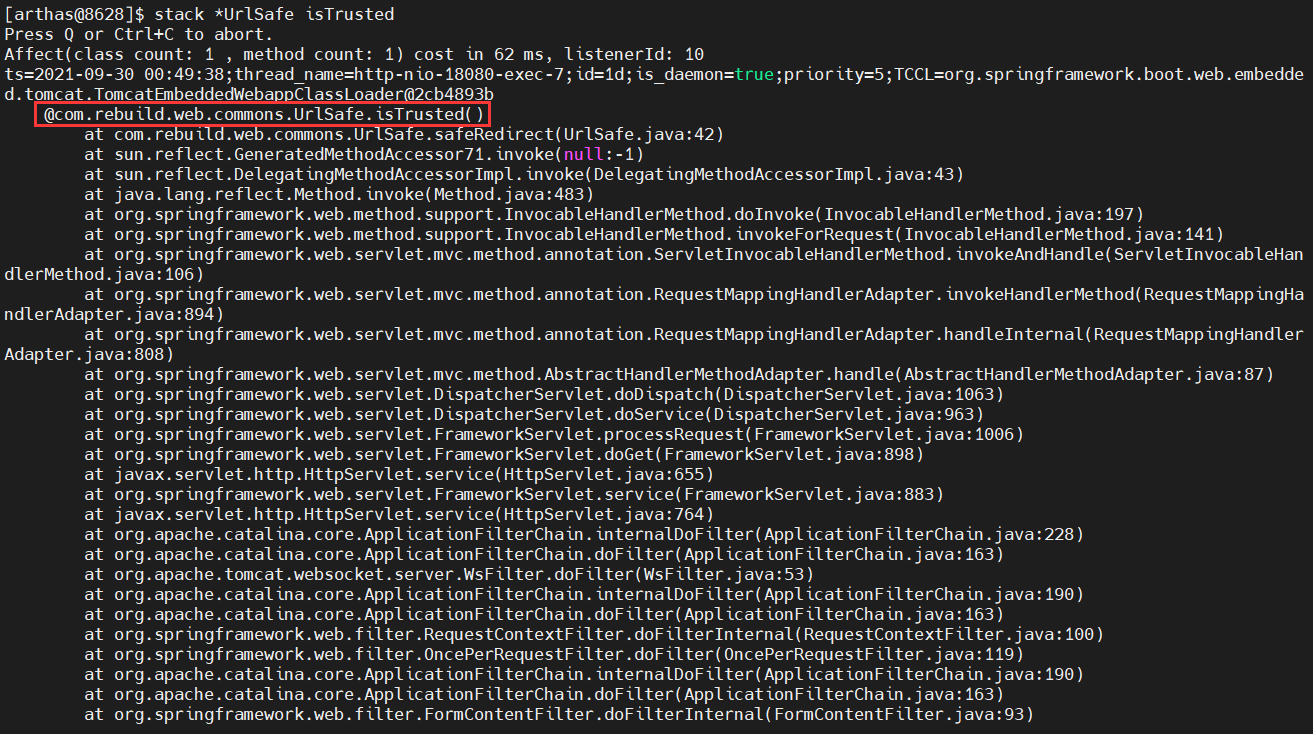 [arthas@8628]$ stack *UrlSafe isTrusted
Press Q or Ctrl+C to abort.
Affect(class count: 1 , method count: 1) cost in 62 ms, listenerId: 10
ts=2021-09-30 00:49:38;thread_name=http-nio-18080-exec-7;id=1d;is_daemon=true;priority=5;TCCL=org.springframework.boot.web.embedde
d.tomcat.TomcatEmbeddedWebappClassLoader@2cb4893b
    @com.rebuild.web.commons.UrlSafe.isTrusted()
        at com.rebuild.web.commons.UrlSafe.safeRedirect(UrlSafe.java:42)
        at sun.reflect.GeneratedMethodAccessor71.invoke(null:-1)
        at sun.reflect.DelegatingMethodAccessorImpl.invoke(DelegatingMethodAccessorImpl.java:43)
        at java.lang.reflect.Method.invoke(Method.java:483)
        at org.springframework.web.method.support.InvocableHandlerMethod.doInvoke(InvocableHandlerMethod.java:197)
        at org.springframework.web.method.support.InvocableHandlerMethod.invokeForRequest(InvocableHandlerMethod.java:141)
        at org.springframework.web.servlet.mvc.method.annotation.ServletInvocableHandlerMethod.invokeAndHandle(ServletInvocableHan
dlerMethod.java:106)
        at org.springframework.web.servlet.mvc.method.annotation.RequestMappingHandlerAdapter.invokeHandlerMethod(RequestMappingHa
ndlerAdapter.java:894)
        at org.springframework.web.servlet.mvc.method.annotation.RequestMappingHandlerAdapter.handleInternal(RequestMappingHandler
Adapter.java:808)
        at org.springframework.web.servlet.mvc.method.AbstractHandlerMethodAdapter.handle(AbstractHandlerMethodAdapter.java:87)
        at org.springframework.web.servlet.DispatcherServlet.doDispatch(DispatcherServlet.java:1063)
        at org.springframework.web.servlet.DispatcherServlet.doService(DispatcherServlet.java:963)
        at org.springframework.web.servlet.FrameworkServlet.processRequest(FrameworkServlet.java:1006)
        at org.springframework.web.servlet.FrameworkServlet.doGet(FrameworkServlet.java:898)
        at javax.servlet.http.HttpServlet.service(HttpServlet.java:655)
        at org.springframework.web.servlet.FrameworkServlet.service(FrameworkServlet.java:883)
        at javax.servlet.http.HttpServlet.service(HttpServlet.java:764)
        at org.apache.catalina.core.ApplicationFilterChain.internalDoFilter(ApplicationFilterChain.java:228)
        at org.apache.catalina.core.ApplicationFilterChain.doFilter(ApplicationFilterChain.java:163)
        at org.apache.tomcat.websocket.server.WsFilter.doFilter(WsFilter.java:53)
        at org.apache.catalina.core.ApplicationFilterChain.internalDoFilter(ApplicationFilterChain.java:190)
        at org.apache.catalina.core.ApplicationFilterChain.doFilter(ApplicationFilterChain.java:163)
        at org.springframework.web.filter.RequestContextFilter.doFilterInternal(RequestContextFilter.java:100)
        at org.springframework.web.filter.OncePerRequestFilter.doFilter(OncePerRequestFilter.java:119)
        at org.apache.catalina.core.ApplicationFilterChain.internalDoFilter(ApplicationFilterChain.java:190)
        at org.apache.catalina.core.ApplicationFilterChain.doFilter(ApplicationFilterChain.java:163)
        at org.springframework.web.filter.FormContentFilter.doFilterInternal(FormContentFilter.java:93)